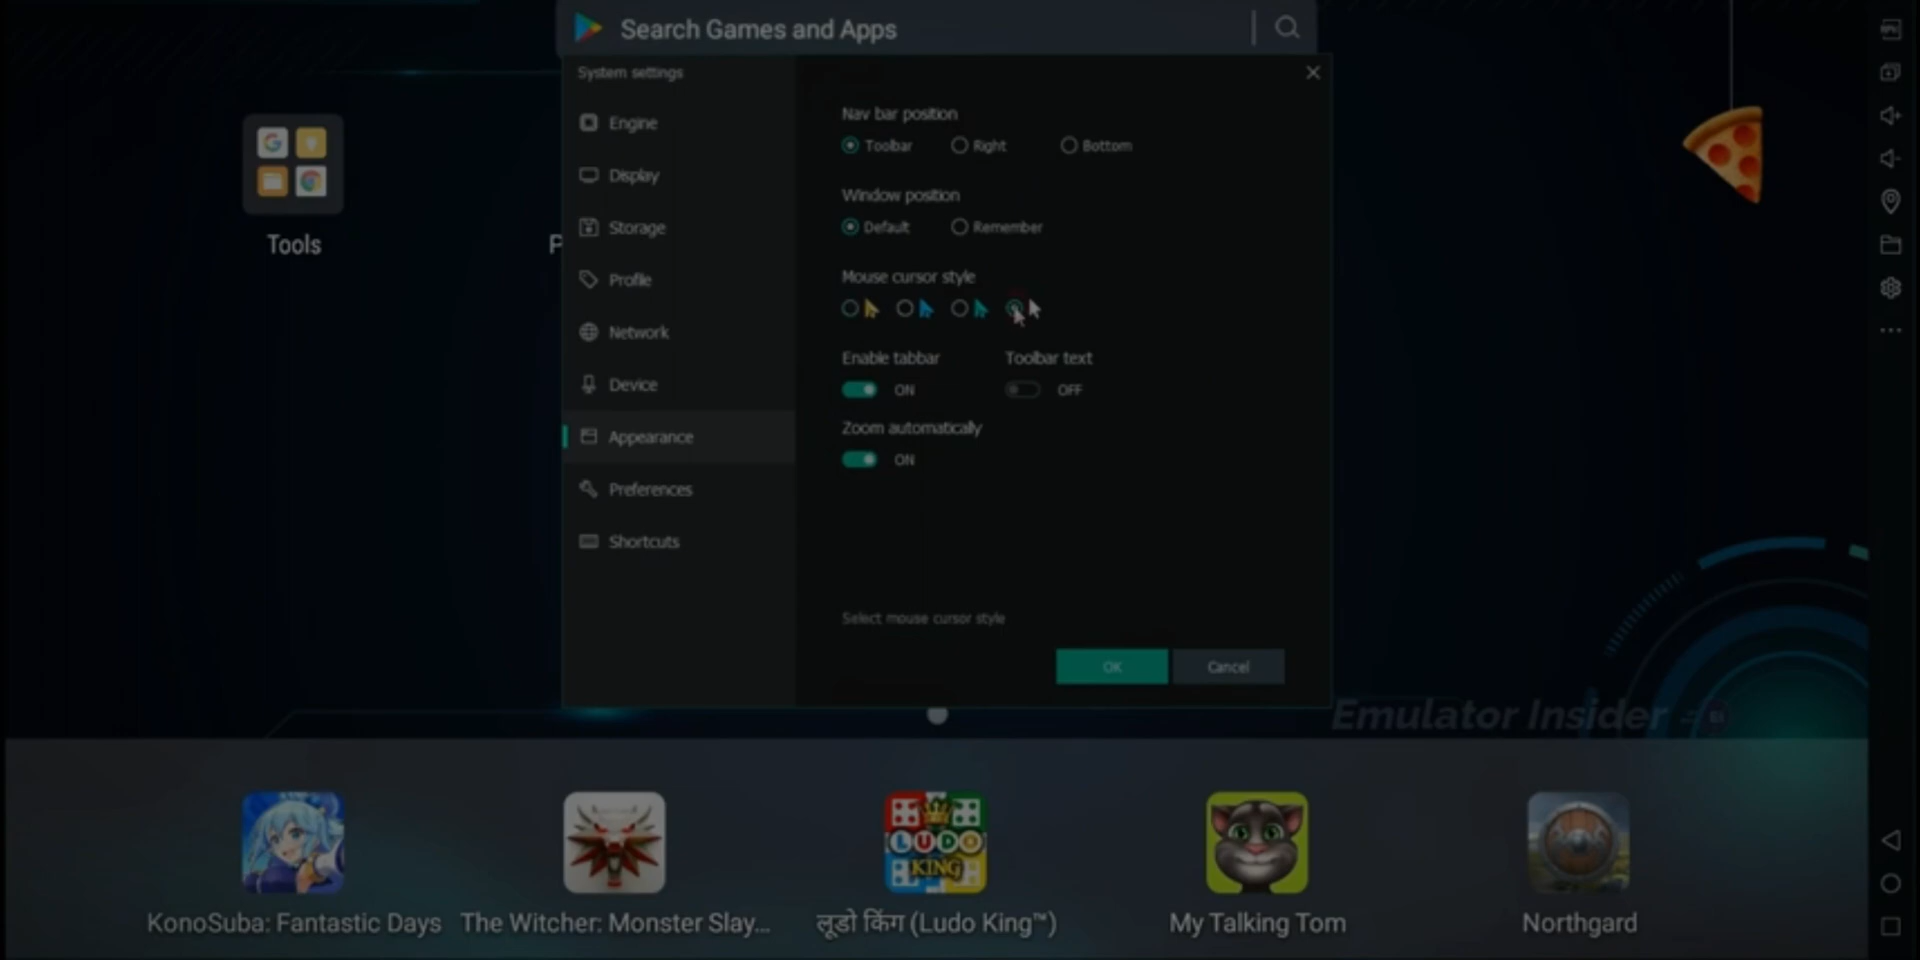 Search Games and Apps
System settings
Engine
Display
Storage
Profile
Network
Device
Appearance
Preferences
Shortcuts
Nav bar position
Toolbar Right Bottom
Window position
Default Remember
Mouse cursor style
Enable tabbar Toolbar text
ON OFF
Zoom automatically
ON
Select mouse cursor style
OK Cancel
Tools
P
Emulator Insider
LUDO
KING
KonoSuba: Fantastic Days
The Witcher: Monster Slay...
लूडो किंग (Ludo King™)
My Talking Tom
Northgard